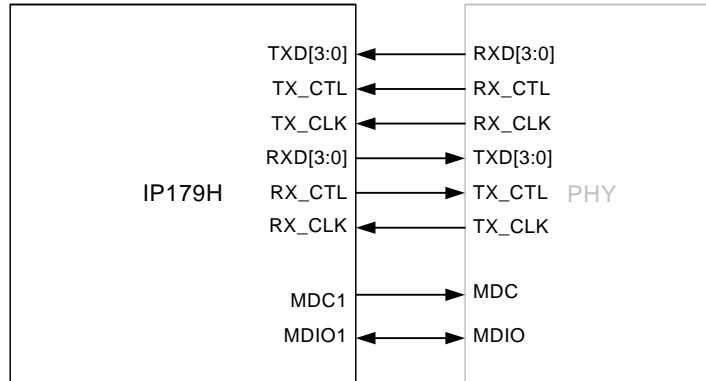 TXD[3:0] RXD[3:0]
TX_CTL RX_CTL
TX_CLK RX_CLK
RXD[3:0] TXD[3:0]
IP179H RX_CTL TX_CTL PHY
RX_CLK TX_CLK
MDC1 MDC
MDIO1 MDIO